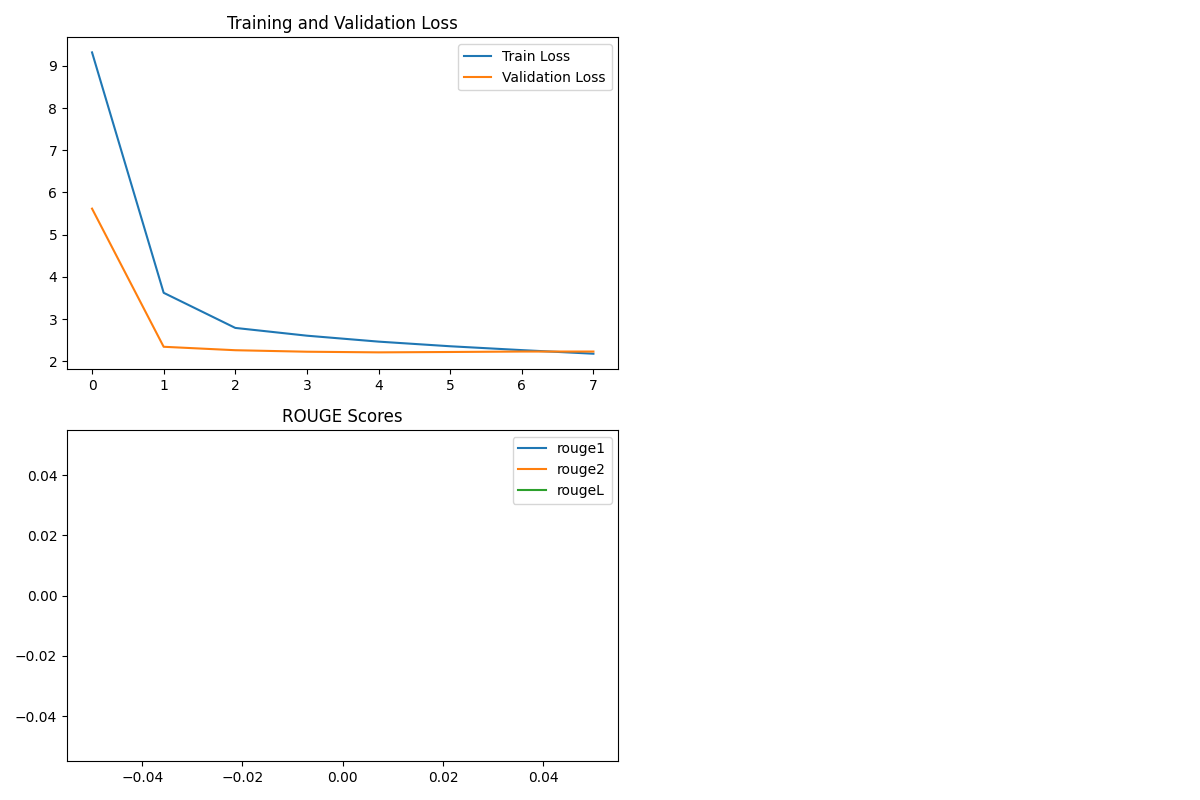 Training and Validation Loss
Train Loss
Validation Loss
9
8
7
6
5
4
3
2
0 1 2 3 4 5 6 7
ROUGE Scores
rouge1
rouge2
rougeL
0.04
0.02
0.00
−0.02
−0.04
−0.04 −0.02 0.00 0.02 0.04